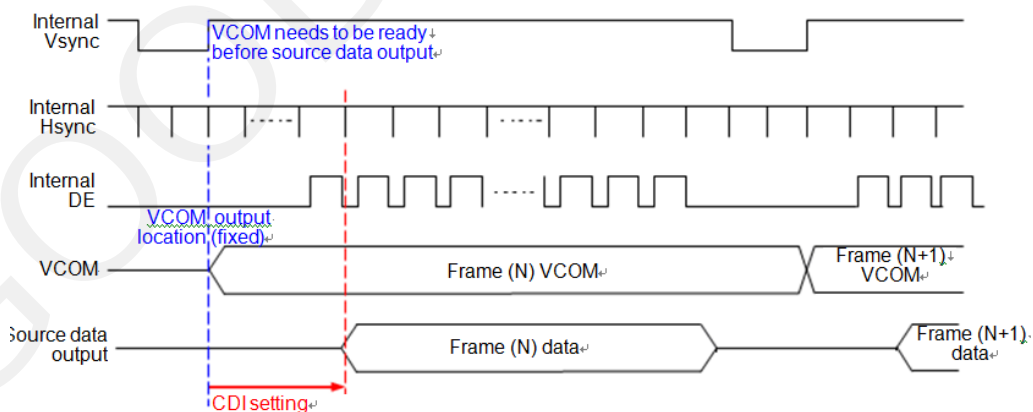 Internal
Vsync
VCOM needs to be ready
before source data output
Internal
Hsync
Internal
DE
VCOM output
location (fixed)
VCOM
Frame (N) VCOM
Frame (N+1)
VCOM
Source data
output
Frame (N) data
Frame (N+1)
data
CDI setting